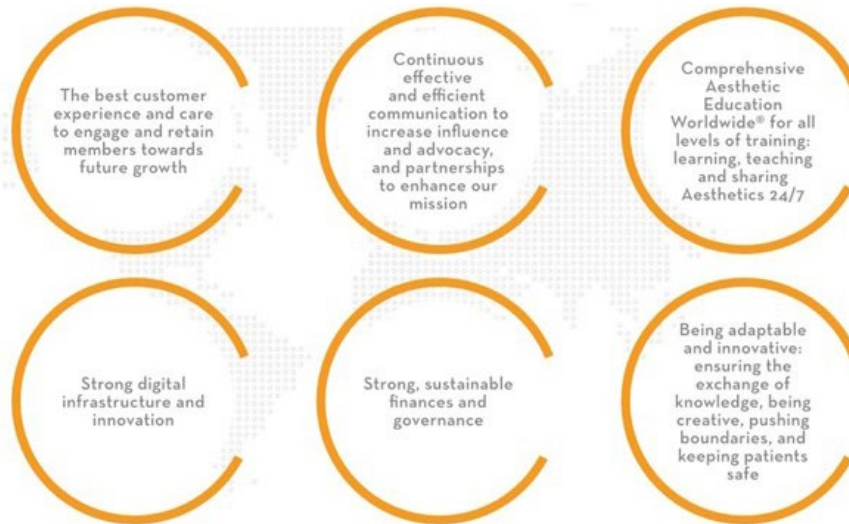 The best customer
experience and care
to engage and retain
members towards
future growth
Continuous
effective
and efficient
communication to
increase influence
and advocacy,
and partnerships
to enhance our
mission
Comprehensive
Aesthetic
Education
Worldwide® for all
levels of training:
learning, teaching
and sharing
Aesthetics 24/7
Strong digital
infrastructure and
innovation
Strong, sustainable
finances and
governance
Being adaptable
and innovative:
ensuring the
exchange of
knowledge, being
creative, pushing
boundaries, and
keeping patients
safe